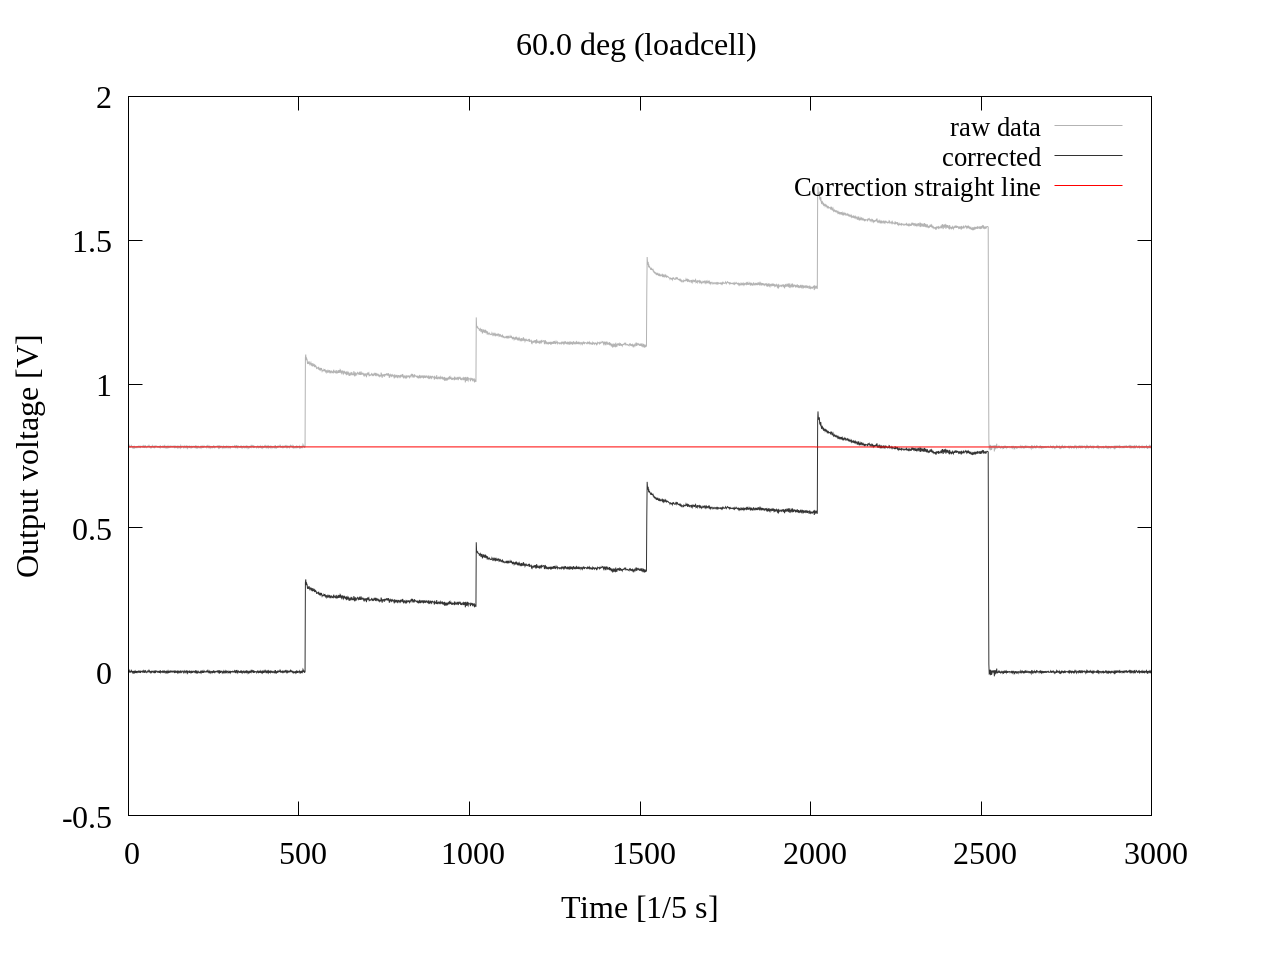 60.0 deg (loadcell)
2
1.5
1
0.5
0
-0.5
raw data
corrected
Correction straight line
Output voltage [V]
0 500 1000 1500 2000 2500 3000
Time [1/5 s]